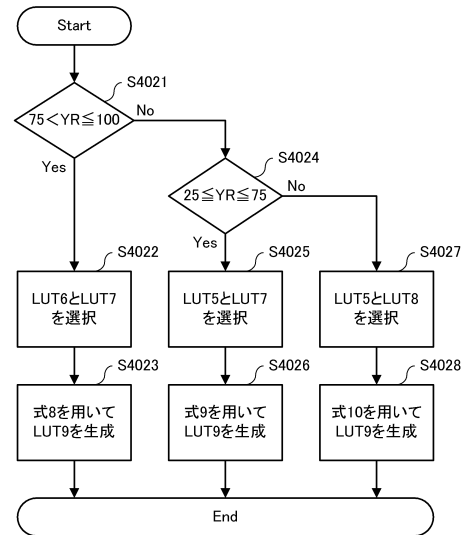 Start
S4021
75<YR≦100
No
Yes
S4024
25≦YR≦75
No
Yes
S4022
LUT6とLUT7
を選択
S4025
LUT5とLUT7
を選択
S4027
LUT5とLUT8
を選択
S4023
式8を用いて
LUT9を生成
S4026
式9を用いて
LUT9を生成
S4028
式10を用いて
LUT9を生成
End